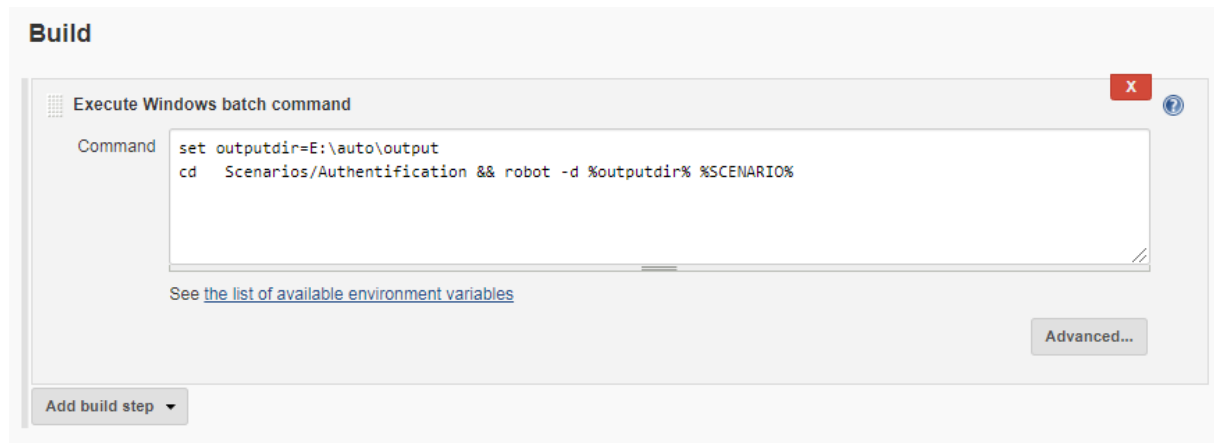 Build
X
Execute Windows batch command
Command
set outputdir=E:\auto\output
cd   Scenarios/Authentification && robot -d %outputdir% %SCENARIO%
See the list of available environment variables
Advanced...
Add build step